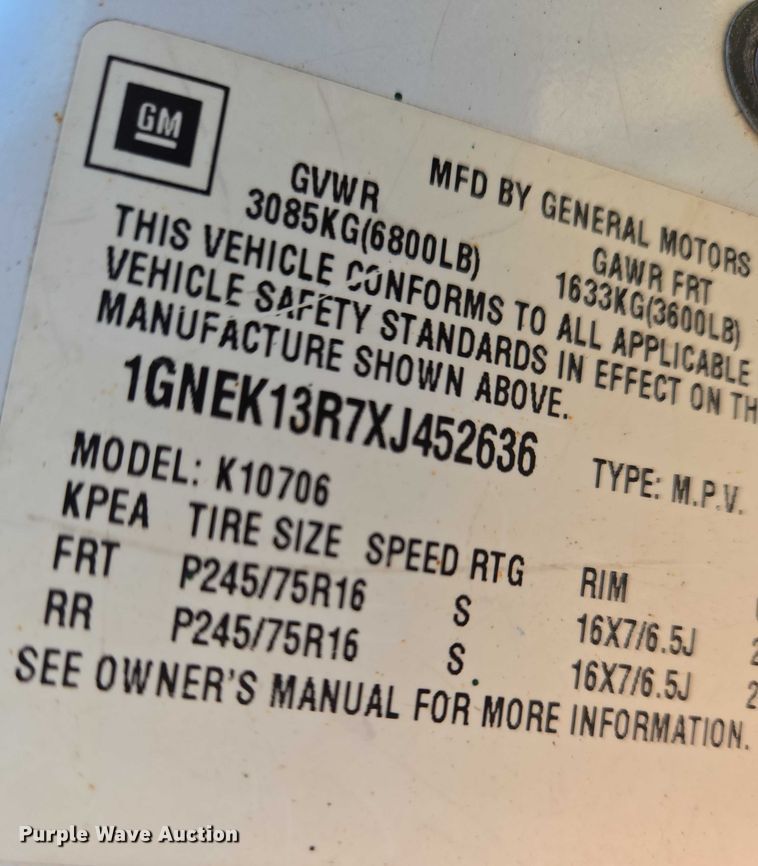 GM
MFD BY GENERAL MOTORS
GVWR
3085KG(6800LB)
GAWR FRT
1633KG(3600LB)
THIS VEHICLE CONFORMS TO ALL APPLICABLE
VEHICLE SAFETY STANDARDS IN EFFECT ON TH
MANUFACTURE SHOWN ABOVE.
1GNEK13R7XJ452636
TYPE: M.P.V.
MODEL: K10706
KPEA TIRE SIZE SPEED RTG RIM
FRT P245/75R16 S 16X7/6.5J
RR P245/75R16 S 16X7/6.5J
SEE OWNER'S MANUAL FOR MORE INFORMATION.
Purple Wave Auction